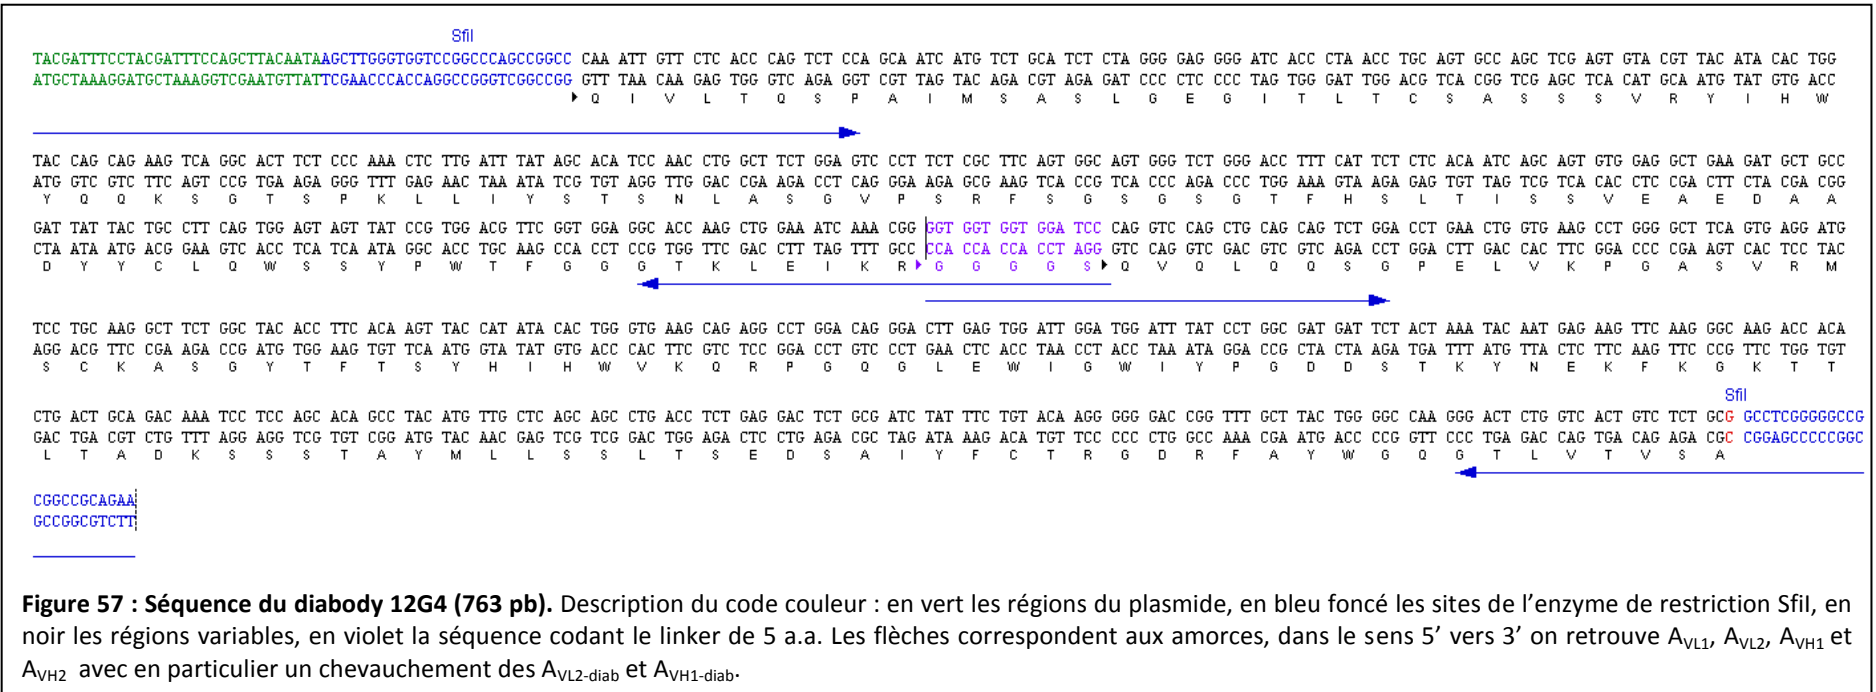 SfiI
TACGATTTCCTACGATTTCCAGCTTACAATAAGCTTGGGTGGTCCGGCCCAGCCGGCC CAA ATT GTT CTC ACC CAG TCT CCA GCA ATC ATG TCT GCA TCT CTA GGG GAG GGG ATC ACC CTA ACC TGC AGT GCC AGC TCG AGT GTA CGT TAC ATA CAC TGG
ATGCTAAAGGATGCTAAAGGTCGAATGTTATTCGAACCCACCAGGCCGGGTCGGCCGG GTT TAA CAA GAG TGG GTC AGA GGT CGT TAG TAC AGA CGT AGA GAT CCC CTC CCC TAG TGG GAT TGG ACG TCA CGG TCG AGC TCA CAT GCA ATG TAT GTG ACC
Q I V L T Q S P A I M S A S L G E G I T L T C S A S S S V R Y I H W
TAC CAG CAG AAG TCA GGC ACT TCT CCC AAA CTC TTG ATT TAT AGC ACA TCC AAC CTG GCT TCT GGA GTC CCT TCT CGC TTC AGT GGC AGT GGG TCT GGG ACC TTT CAT TCT CTC ACA ATC AGC AGT GTG GAG GCT GAA GAT GCT GCC
ATG GTC GTC TTC AGT CCG TGA AGA GGG TTT GAG AAC TAA ATA TCG TGT AGG TTG GAC CGA AGA CCT CAG GGA AGA GCG AAG TCA CCG TCA CCC AGA CCC TGG AAA GTA AGA GAG TGT TAG TCG TCA CAC CTC CGA CTT CTA CGA CGG
Y Q Q K S G T S P K L L I Y S T S N L A S G V P S R F S G S G S G T F H S L T I S S V E A E D A A
GAT TAT TAC TGC CTT CAG TGG AGT AGT TAT CCG TGG ACG TTC GGT GGA GGC ACC AAG CTG GAA ATC AAA CGG GGT GGT GGT GGA TCC CAG GTC CAG CTG CAG CAG TCT GGA CCT GAA CTG GTG AAG CCT GGG GCT TCA GTG AGG ATG
CTA ATA ATG ACG GAA GTC ACC TCA TCA ATA GGC ACC TGC AAG CCA CCT CCG TGG TTC GAC CTT TAG TTT GCC CCA CCA CCA CCT AGG GTC CAG GTC GAC GTC GTC AGA CCT GGA CTT GAC CAC TTC GGA CCC CGA AGT CAC TCC TAC
D Y Y C L Q W S S Y P W T F G G G T K L E I K R G G G G S Q V Q L Q Q S G P E L V K P G A S V R M
TCC TGC AAG GCT TCT GGC TAC ACC TTC ACA AGT TAC CAT ATA CAC TGG GTG AAG CAG AGG CCT GGA CAG GGA CTT GAG TGG ATT GGA TGG ATT TAT CCT GGC GAT GAT TCT ACT AAA TAC AAT GAG AAG TTC AAG GGC AAG ACC ACA
AGG ACG TTC CGA AGA CCG ATG TGG AAG TGT TCA ATG GTA TAT GTG ACC CAC TTC GTC TCC GGA CCT GTC CCT GAA CTC ACC TAA CCT ACC TAA ATA GGA CCG CTA CTA AGA TGA TTT ATG TTA CTC TTC AAG TTC CCG TTC TGG TGT
S C K A S G Y T F T S Y H I H W V K Q R P G Q G L E W I G W I Y P G D D S T K Y N E K F K G K T T
SfiI
CTG ACT GCA GAC AAA TCC TCC AGC ACA GCC TAC ATG TTG CTC AGC AGC CTG ACC TCT GAG GAC TCT GCG ATC TAT TTC TGT ACA AGG GGG GAC CGG TTT GCT TAC TGG GGC CAA GGG ACT CTG GTC ACT GTC TCT GCG GCCTCGGGGGCCG
GAC TGA CGT CTG TTT AGG AGG TCG TGT CGG ATG TAC AAC GAG TCG TCG GAC TGG AGA CTC CTG AGA CGC TAG ATA AAG ACA TGT TCC CCC CTG GCC AAA CGA ATG ACC CCG GTT CCC TGA GAC CAG TGA CAG AGA CGC CGGAGCCCCCGGC
L T A D K S S S T A Y M L L S S L T S E D S A I Y F C T R G D R F A Y W G Q G T L V T V S A
CGGCCGCAGAA
GCCGGCGTCTT
Figure 57 : Séquence du diabody 12G4 (763 pb). Description du code couleur : en vert les régions du plasmide, en bleu foncé les sites de l’enzyme de restriction SfiI, en
noir les régions variables, en violet la séquence codant le linker de 5 a.a. Les flèches correspondent aux amorces, dans le sens 5’ vers 3’ on retrouve AVL1, AVL2, AVH1 et
AVH2 avec en particulier un chevauchement des AVL2-diab et AVH1-diab.